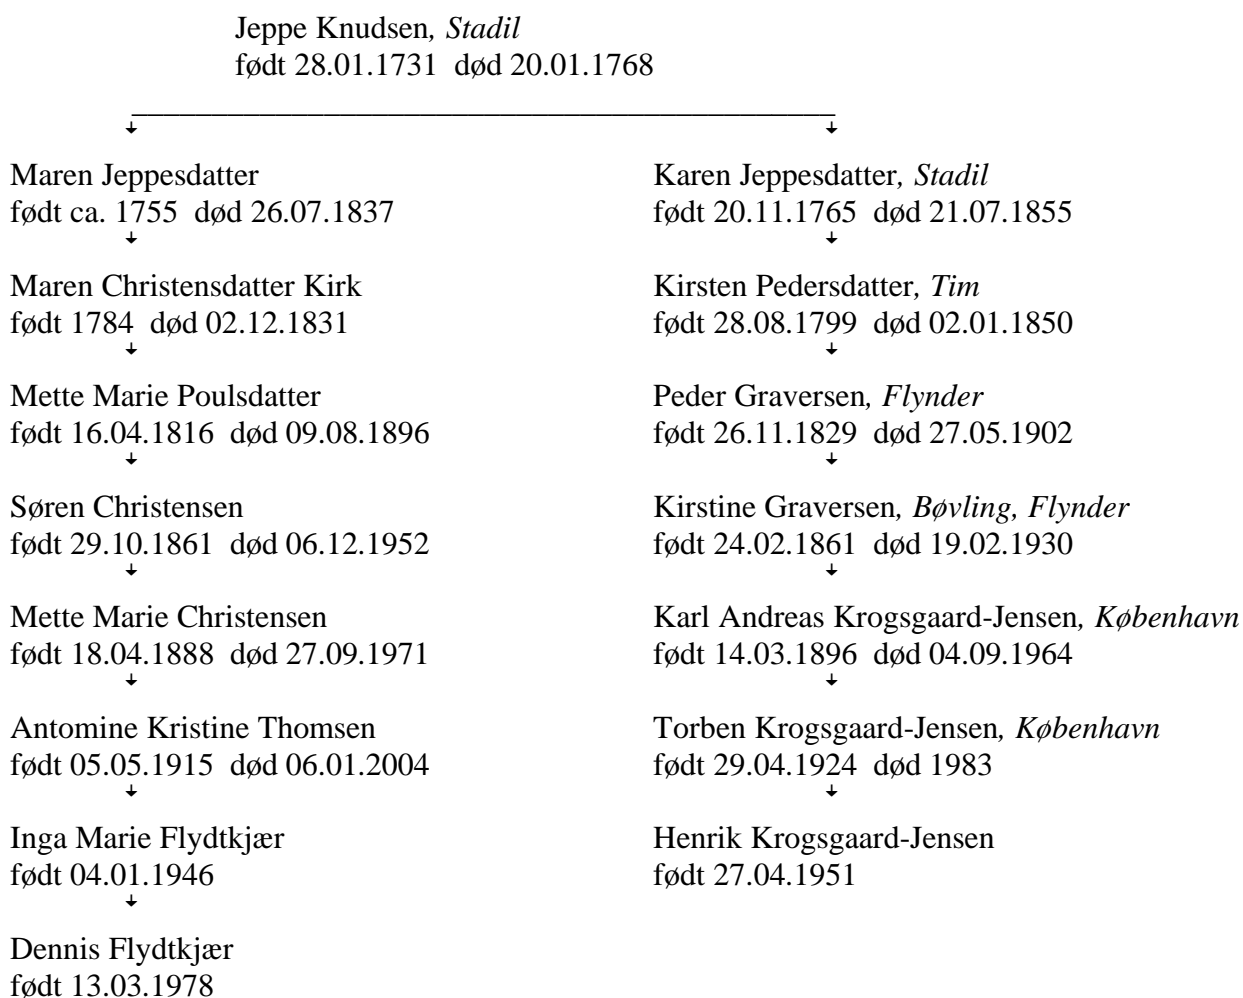 Jeppe Knudsen, Stadil
født 28.01.1731 død 20.01.1768
Maren Jeppesdatter
født ca. 1755 død 26.07.1837
Karen Jeppesdatter, Stadil
født 20.11.1765 død 21.07.1855
Maren Christensdatter Kirk
født 1784 død 02.12.1831
Kirsten Pedersdatter, Tim
født 28.08.1799 død 02.01.1850
Mette Marie Poulsdatter
født 16.04.1816 død 09.08.1896
Peder Graversen, Flynder
født 26.11.1829 død 27.05.1902
Søren Christensen
født 29.10.1861 død 06.12.1952
Kirstine Graversen, Bøvling, Flynder
født 24.02.1861 død 19.02.1930
Mette Marie Christensen
født 18.04.1888 død 27.09.1971
Karl Andreas Krogsgaard-Jensen, København
født 14.03.1896 død 04.09.1964
Antomine Kristine Thomsen
født 05.05.1915 død 06.01.2004
Torben Krogsgaard-Jensen, København
født 29.04.1924 død 1983
Inga Marie Flydtkjær
født 04.01.1946
Henrik Krogsgaard-Jensen
født 27.04.1951
Dennis Flydtkjær
født 13.03.1978